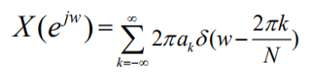 X(e^{jw}) = \sum_{k=-\infty}^{\infty} 2\pi a_k \delta(w - \frac{2\pi k}{N})